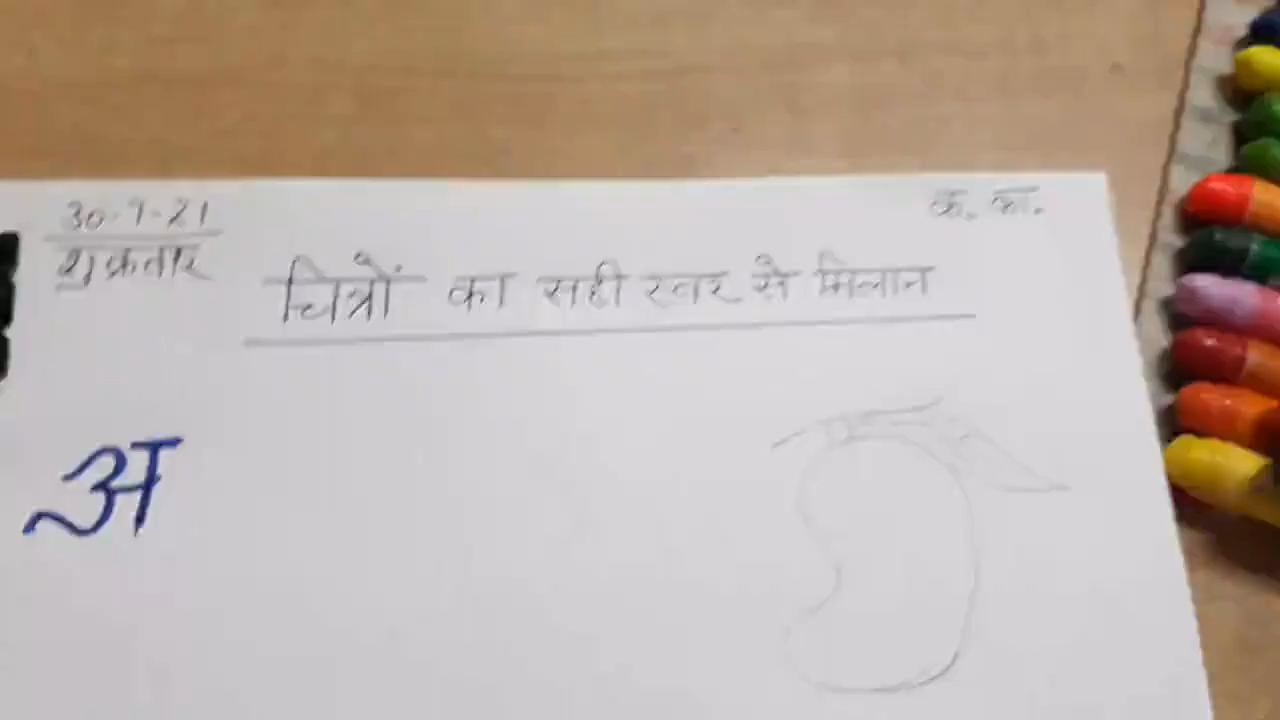 30-7-21
क. का.
शुक्रवार
चित्रों का सही स्वर से मिलान
अ